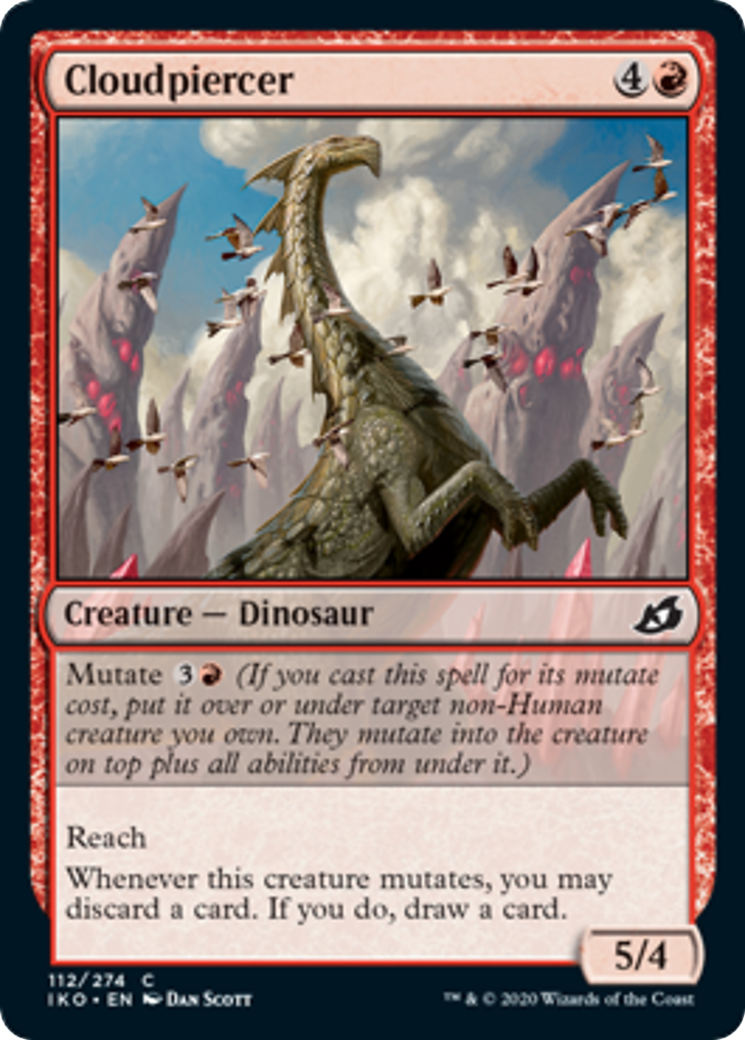 Cloudpiercer 4
Creature — Dinosaur
Mutate 3 (If you cast this spell for its mutate
cost, put it over or under target non-Human
creature you own. They mutate into the creature
on top plus all abilities from under it.)
Reach
Whenever this creature mutates, you may
discard a card. If you do, draw a card.
5/4
112/274 C
IKO • EN Dan Scott
™ & © 2020 Wizards of the Coast